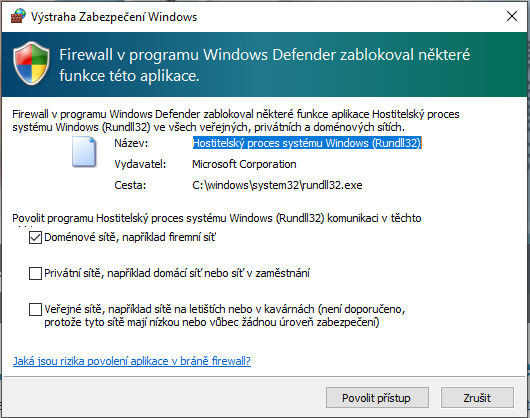 Výstraha Zabezpečení Windows
Firewall v programu Windows Defender zablokoval některé
funkce této aplikace.
Firewall v programu Windows Defender zablokoval některé funkce aplikace Hostitelský proces
systému Windows (Rundll32) ve všech veřejných, privátních a doménových sítích.
Název: Hostitelský proces systému Windows (Rundll32)
Vydavatel: Microsoft Corporation
Cesta: C:\windows\system32\rundll32.exe
Povolit programu Hostitelský proces systému Windows (Rundll32) komunikaci v těchto
Doménové sítě, například firemní síť
Privátní sítě, například domácí síť nebo síť v zaměstnání
Veřejné sítě, například sítě na letištích nebo v kavárnách (není doporučeno,
protože tyto sítě mají nízkou nebo vůbec žádnou úroveň zabezpečení)
Jaká jsou rizika povolení aplikace v bráně firewall?
Povolit přístup Zrušit